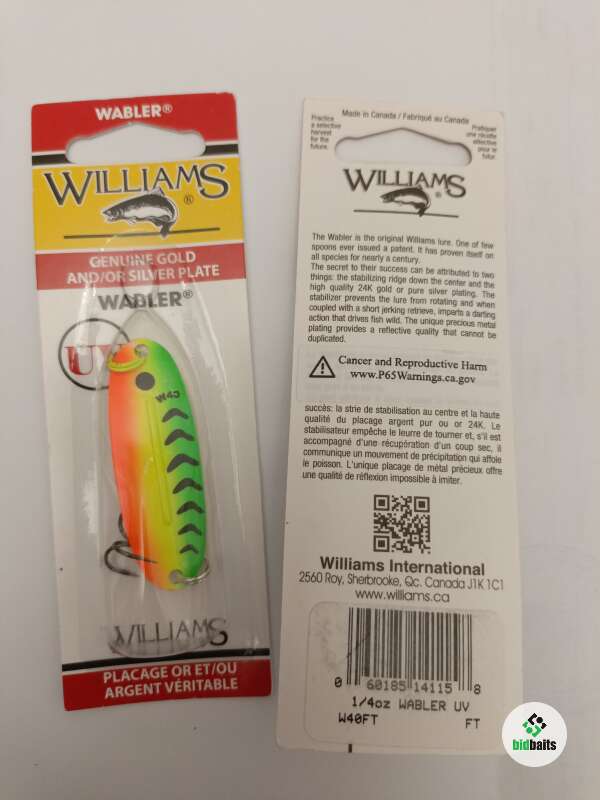 WABLER®
WILLIAMS®
GENUINE GOLD
AND/OR SILVER PLATE
WABLER®
UV
W40
WILLIAMS
PLACAGE OR ET/OU
ARGENT VÉRITABLE
Made in Canada / Fabriqué au Canada
Practice
a selective
harvest
for the
future.
Pratiquer
une récolte
sélective
pour le
futur.
WILLIAMS®
The Wabler is the original Williams lure. One of few
spoons ever issued a patent. It has proven itself on
all species for nearly a century.
The secret to their success can be attributed to two
things: the stabilizing ridge down the center and the
high quality 24K gold or pure silver plating. The
stabilizer prevents the lure from rotating and when
coupled with a short jerking retrieve, imparts a darting
action that drives fish wild. The unique precious metal
plating provides a reflective quality that cannot be
duplicated.
Cancer and Reproductive Harm
www.P65Warnings.ca.gov
succès: la strie de stabilisation au centre et la haute
qualité du placage argent pur ou or 24K. Le
stabilisateur empêche le leurre de tourner et, s'il est
accompagné d'une récupération d'un coup sec, il
communique un mouvement de précipitation qui affole
le poisson. L'unique placage de métal précieux offre
une qualité de réflexion impossible à imiter.
Williams International
2560 Roy, Sherbrooke, Qc. Canada J1K 1C1
www.williams.ca
0 60185 14115 8
1/4oz WABLER UV
W40FT FT
bidbaits